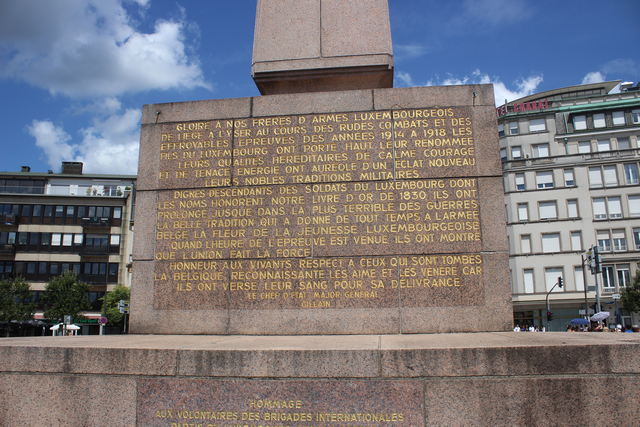 GLOIRE A NOS FRERES D'ARMES LUXEMBOURGEOIS
DE LIEGE A L'YSER AU COURS DES RUDES COMBATS ET DES
EFFROYABLES EPREUVES DES ANNEES 1914 A 1918 LES
FILS DU LUXEMBOURG ONT PORTE HAUT LEUR RENOMMEE
LEURS QUALITES HEREDITAIRES DE CALME COURAGE
ET DE TENACE ENERGIE ONT AUREOLE D'UN ECLAT NOUVEAU
LEURS NOBLES TRADITIONS MILITAIRES
DIGNES DESCENDANTS DES SOLDATS DU LUXEMBOURG DONT
LES NOMS HONORENT NOTRE LIVRE D'OR DE 1830 ILS ONT
PROLONGE JUSQUE DANS LA PLUS TERRIBLE DES GUERRES
LA BELLE TRADITION QUI A DONNE DE TOUT TEMPS A L'ARMEE
BELGE LA FLEUR DE LA JEUNESSE LUXEMBOURGEOISE
QUAND L'HEURE DE L'EPREUVE EST VENUE ILS ONT MONTRE
QUE L'UNION FAIT LA FORCE
HONNEUR AUX VIVANTS RESPECT A CEUX QUI SONT TOMBES
LA BELGIQUE RECONNAISSANTE LES AIME ET LES VENERE CAR
ILS ONT VERSE LEUR SANG POUR SA DELIVRANCE
LE CHEF D'ETAT MAJOR GENERAL
GILLAIN
HOMMAGE
AUX VOLONTAIRES DES BRIGADES INTERNATIONALES